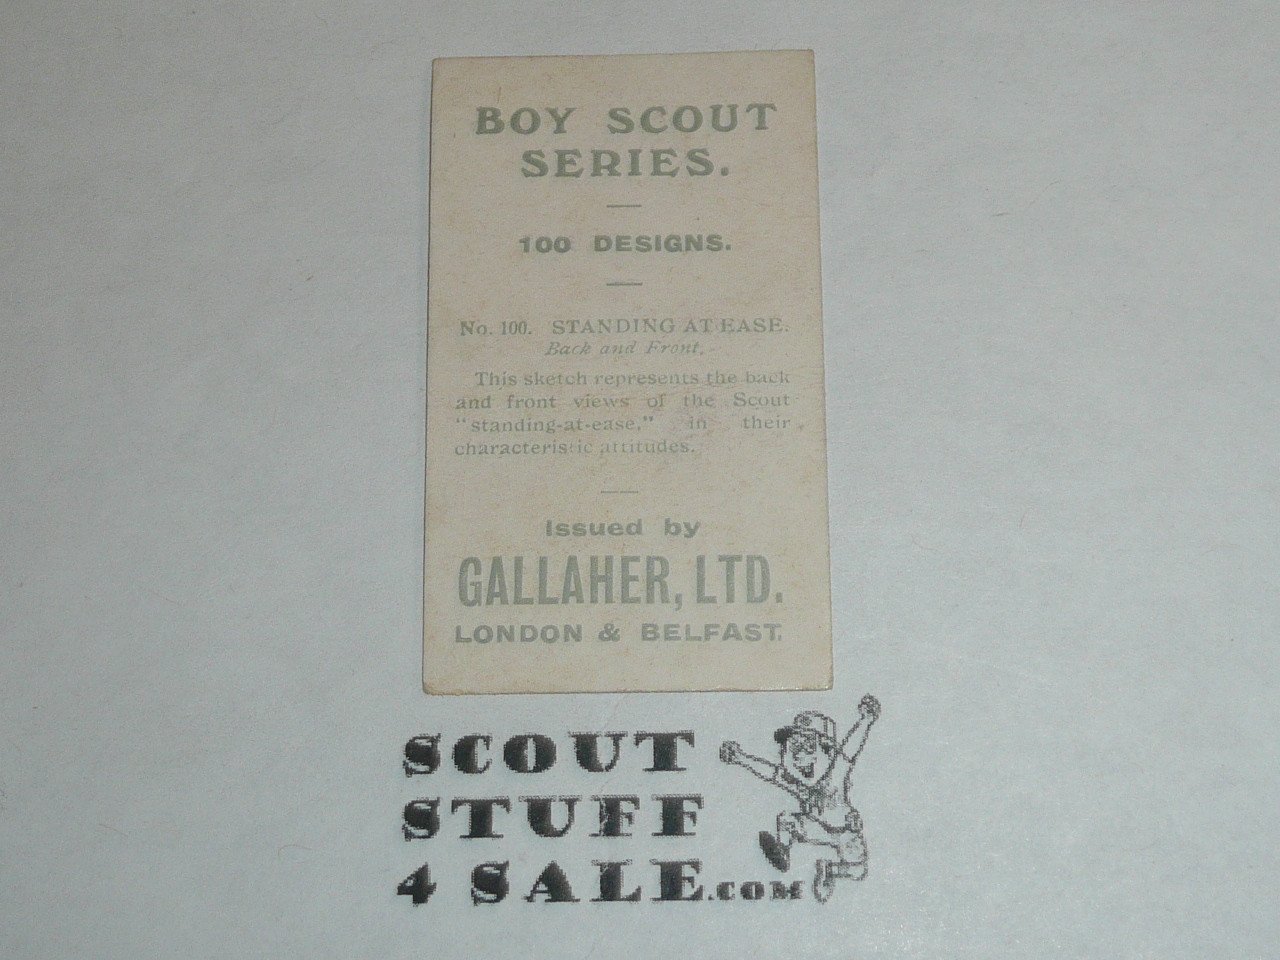 BOY SCOUT
SERIES.
100 DESIGNS.
No. 100. STANDING AT EASE.
Back and Front.
This sketch represents the back
and front views of the Scout
"standing-at-ease," in their
characteristic attitudes.
Issued by
GALLAHER, LTD.
LONDON & BELFAST.
SCOUT
STUFF
4 SALE.COM